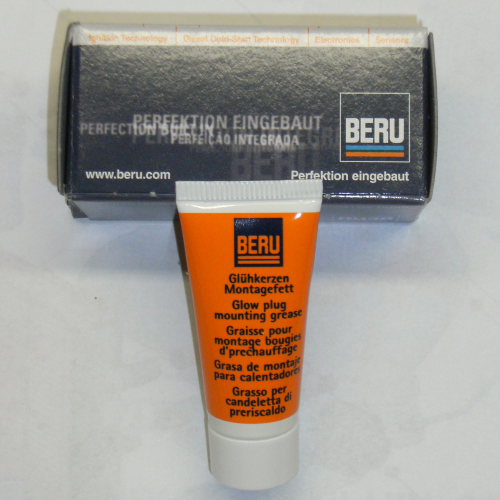 Ignition Technology | Diesel Cold-Start Technology | Electronics | Sensors
PERFEKTION EINGEBAUT
PERFECTION BUILT IN
PERFEIÇÃO INTEGRADA
BERU
BERU
www.beru.com
Perfektion eingebaut
BERU
Glühkerzen
Montagefett
Glow plug
mounting grease
Graisse pour
montage bougies
d'prechauffage
Grasa de montaje
para calentadores
Grasso per
candeletta di
preriscaldo